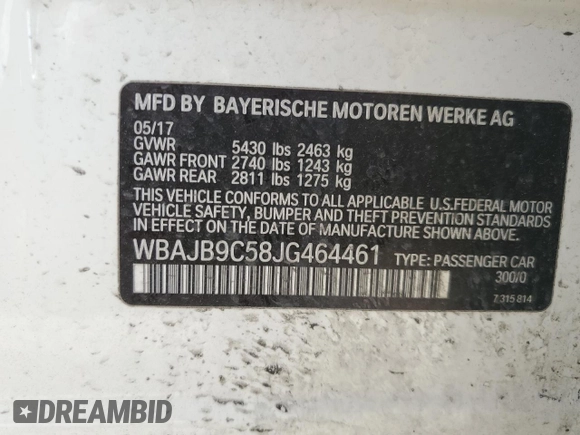 MFD BY BAYERISCHE MOTOREN WERKE AG
05/17
GVWR 5430 lbs 2463 kg
GAWR FRONT 2740 lbs 1243 kg
GAWR REAR 2811 lbs 1275 kg
THIS VEHICLE CONFORMS TO ALL APPLICABLE U.S.FEDERAL MOTOR
VEHICLE SAFETY, BUMPER AND THEFT PREVENTION STANDARDS
IN EFFECT ON THE DATE OF MANUFACTURE SHOWN ABOVE.
WBAJB9C58JG464461 TYPE: PASSENGER CAR
300/0
7 315 814
DREAMBID